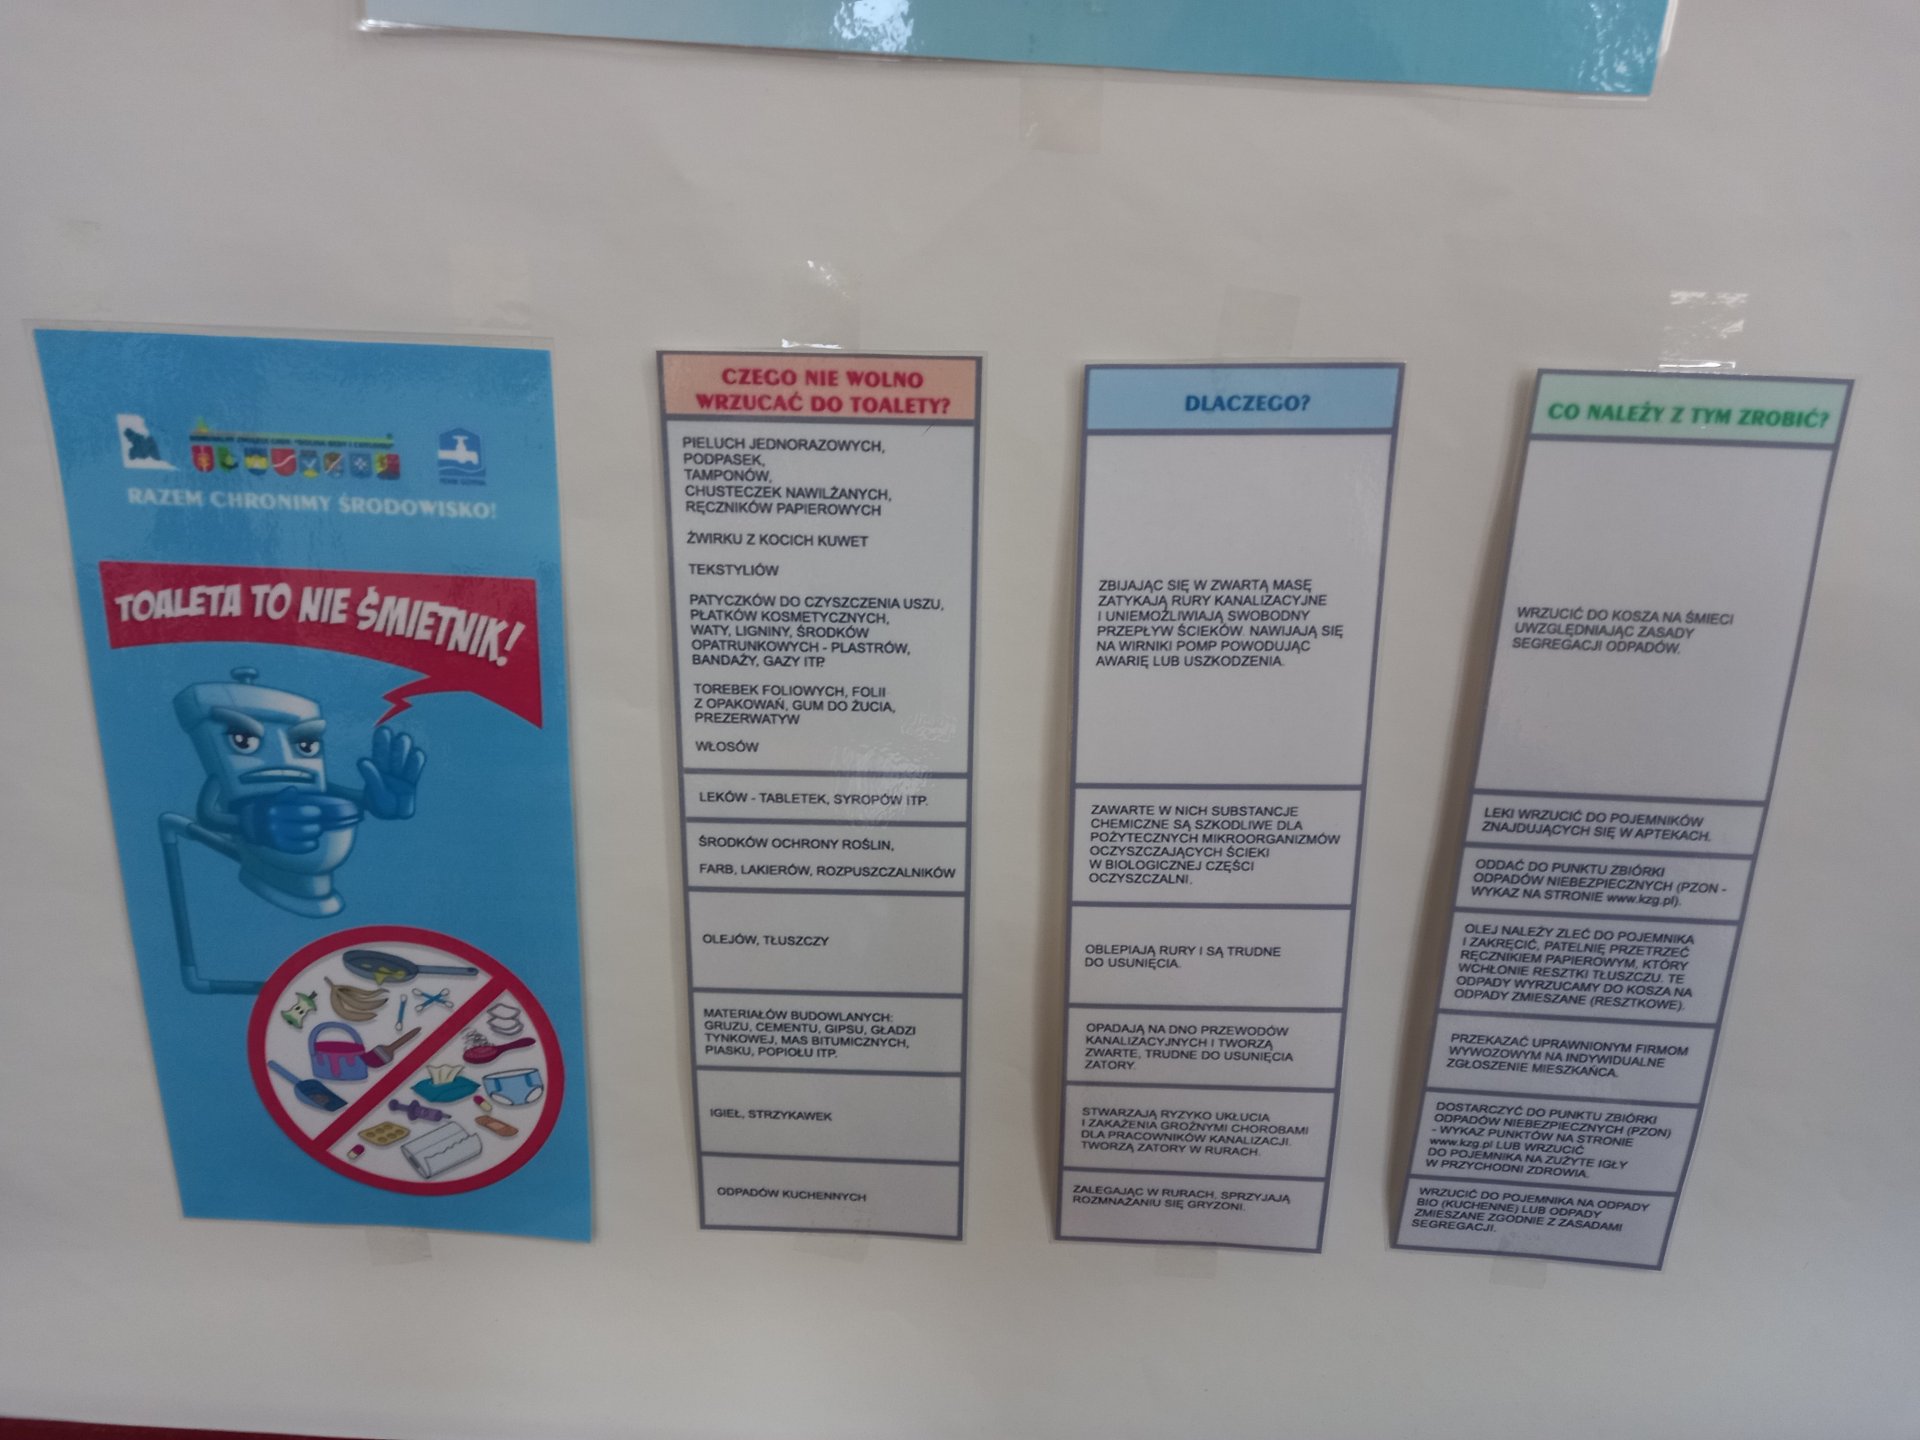 RAZEM CHRONIMY ŚRODOWISKO!
TOALETA TO NIE ŚMIETNIK!
CZEGO NIE WOLNO
WRZUCAĆ DO TOALETY?
PIELUCH JEDNORAZOWYCH,
PODPASEK,
TAMPONÓW,
CHUSTECZEK NAWILŻANYCH,
RĘCZNIKÓW PAPIEROWYCH
ŻWIRKU Z KOCICH KUWET
TEKSTYLIÓW
PATYCZKÓW DO CZYSZCZENIA USZU,
PŁATKÓW KOSMETYCZNYCH,
WATY, LIGNINY, ŚRODKÓW
OPATRUNKOWYCH - PLASTRÓW,
BANDAŻY, GAZY ITP.
TOREBEK FOLIOWYCH, FOLII
Z OPAKOWAŃ, GUM DO ŻUCIA,
PREZERWATYW
WŁOSÓW
LEKÓW - TABLETEK, SYROPÓW ITP.
ŚRODKÓW OCHRONY ROŚLIN,
FARB, LAKIERÓW, ROZPUSZCZALNIKÓW
OLEJÓW, TŁUSZCZY
MATERIAŁÓW BUDOWLANYCH:
GRUZU, CEMENTU, GIPSU, GŁADZI
TYNKOWEJ, MAS BITUMICZNYCH,
PIASKU, POPIOŁU ITP.
IGIEŁ, STRZYKAWEK
ODPADÓW KUCHENNYCH
DLACZEGO?
ZBIJAJĄC SIĘ W ZWARTĄ MASĘ
ZATYKAJĄ RURY KANALIZACYJNE
I UNIEMOŻLIWIAJĄ SWOBODNY
PRZEPŁYW ŚCIEKÓW. NAWIJAJĄ SIĘ
NA WIRNIKI POMP POWODUJĄC
AWARIĘ LUB USZKODZENIA.
ZAWARTE W NICH SUBSTANCJE
CHEMICZNE SĄ SZKODLIWE DLA
POŻYTECZNYCH MIKROORGANIZMÓW
OCZYSZCZAJĄCYCH ŚCIEKI
W BIOLOGICZNEJ CZĘŚCI
OCZYSZCZALNI.
OBLEPIAJĄ RURY I SĄ TRUDNE
DO USUNIĘCIA.
OPADAJĄ NA DNO PRZEWODÓW
KANALIZACYJNYCH I TWORZĄ
ZWARTE, TRUDNE DO USUNIĘCIA
ZATORY.
STWARZAJĄ RYZYKO UKŁUCIA
I ZAKAŻENIA GROŹNYMI CHOROBAMI
DLA PRACOWNIKÓW KANALIZACJI.
TWORZĄ ZATORY W RURACH.
ZALEGAJĄC W RURACH, SPRZYJAJĄ
ROZMNAŻANIU SIĘ GRYZONI.
CO NALEŻY Z TYM ZROBIĆ?
WRZUCIĆ DO KOSZA NA ŚMIECI
UWZGLĘDNIAJĄC ZASADY
SEGREGACJI ODPADÓW.
LEKI WRZUCIĆ DO POJEMNIKÓW
ZNAJDUJĄCYCH SIĘ W APTEKACH.
ODDAĆ DO PUNKTU ZBIÓRKI
ODPADÓW NIEBEZPIECZNYCH (PZON -
WYKAZ NA STRONIE www.kzg.pl).
OLEJ NALEŻY ZLEĆ DO POJEMNIKA
I ZAKRĘCIĆ, PATELNIĘ PRZETRZEĆ
RĘCZNIKIEM PAPIEROWYM, KTÓRY
WCHŁONIE RESZTKI TŁUSZCZU. TE
ODPADY WYRZUCAMY DO KOSZA NA
ODPADY ZMIESZANE (RESZTKOWE).
PRZEKAZAĆ UPRAWNIONYM FIRMOM
WYWOZOWYM NA INDYWIDUALNE
ZGŁOSZENIE MIESZKAŃCA.
DOSTARCZYĆ DO PUNKTU ZBIÓRKI
ODPADÓW NIEBEZPIECZNYCH (PZON)
- WYKAZ PUNKTÓW NA STRONIE
www.kzg.pl LUB WRZUCIĆ
DO POJEMNIKA NA ZUŻYTE IGŁY
W PRZYCHODNI ZDROWIA.
WRZUCIĆ DO POJEMNIKA NA ODPADY
BIO (KUCHENNE) LUB ODPADY
ZMIESZANE ZGODNIE Z ZASADAMI
SEGREGACJI.